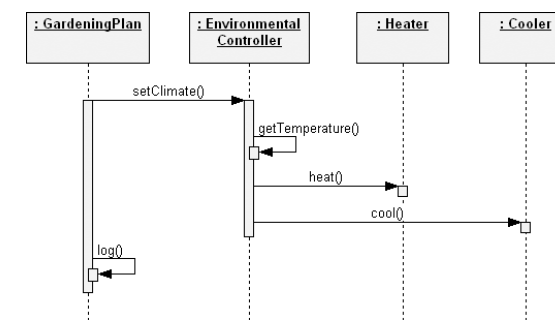 : GardeningPlan
: Environmental
Controller
: Heater
: Cooler
setClimate()
getTemperature()
heat()
cool()
log()